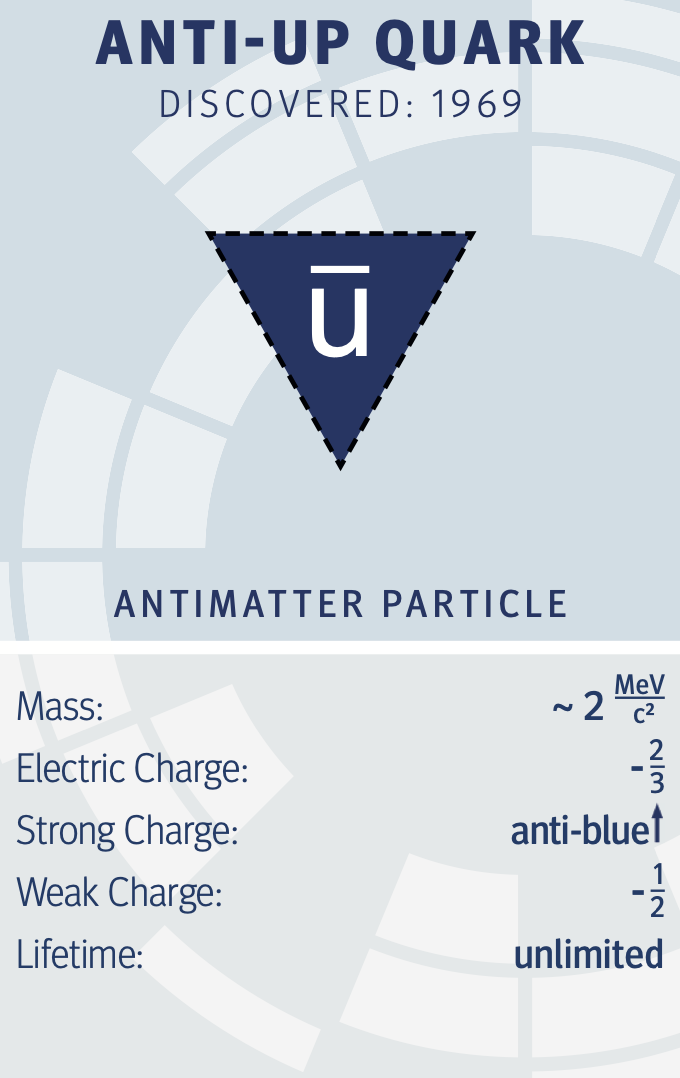 ANTI-UP QUARK
DISCOVERED: 1969
u̅
ANTIMATTER PARTICLE
Mass: ~ 2 MeV/c²
Electric Charge: -2/3
Strong Charge: anti-blue↑
Weak Charge: -1/2
Lifetime: unlimited